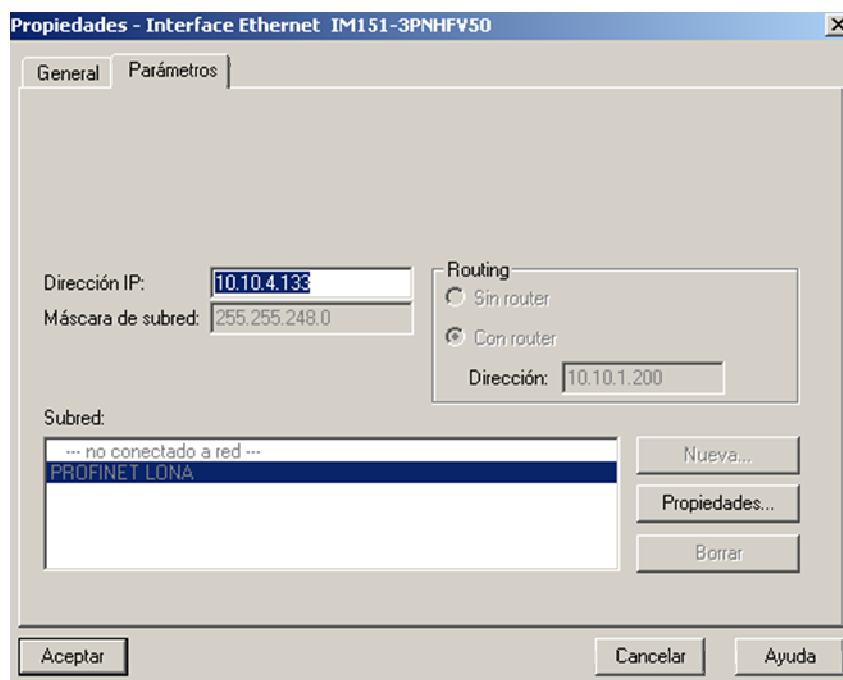 Propiedades - Interface Ethernet IM151-3PNHFV50
General
Parámetros
Dirección IP:
10.10.4.133
Máscara de subred:
255.255.248.0
Routing
Sin router
Con router
Dirección:
10.10.1.200
Subred:
--- no conectado a red ---
PROFINET LONA
Nueva...
Propiedades...
Borrar
Aceptar
Cancelar
Ayuda